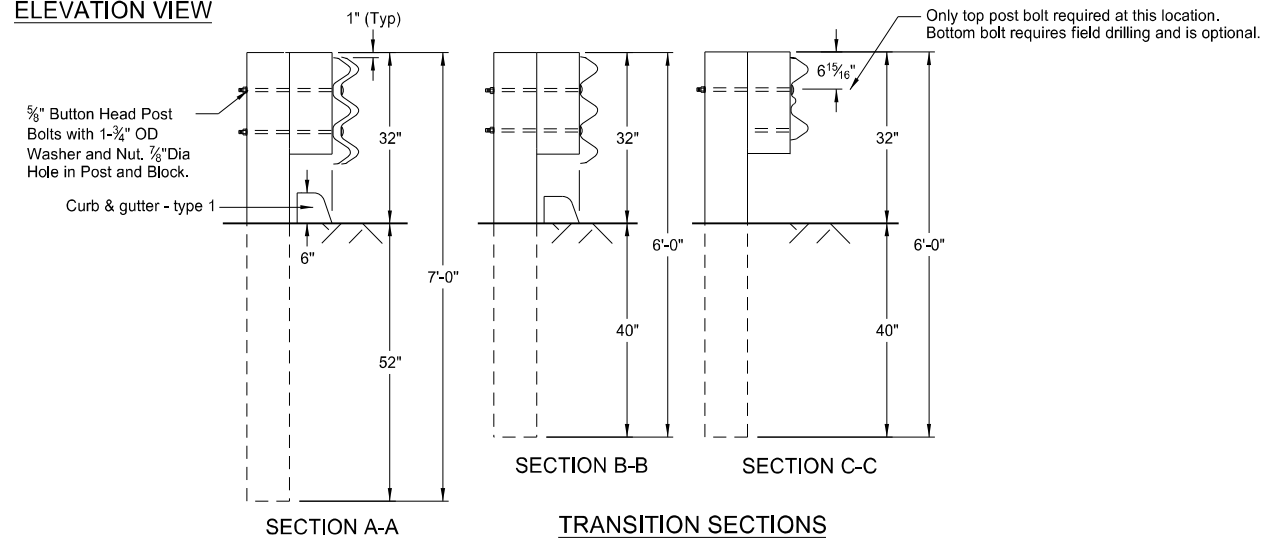 ELEVATION VIEW
1" (Typ)
Only top post bolt required at this location.
Bottom bolt requires field drilling and is optional.
6 15/16"
⅝" Button Head Post
Bolts with 1-¾" OD
Washer and Nut. ⅞"Dia
Hole in Post and Block.
32"
32"
32"
Curb & gutter - type 1
6"
7'-0"
6'-0"
6'-0"
52"
40"
40"
SECTION B-B
SECTION C-C
SECTION A-A
TRANSITION SECTIONS